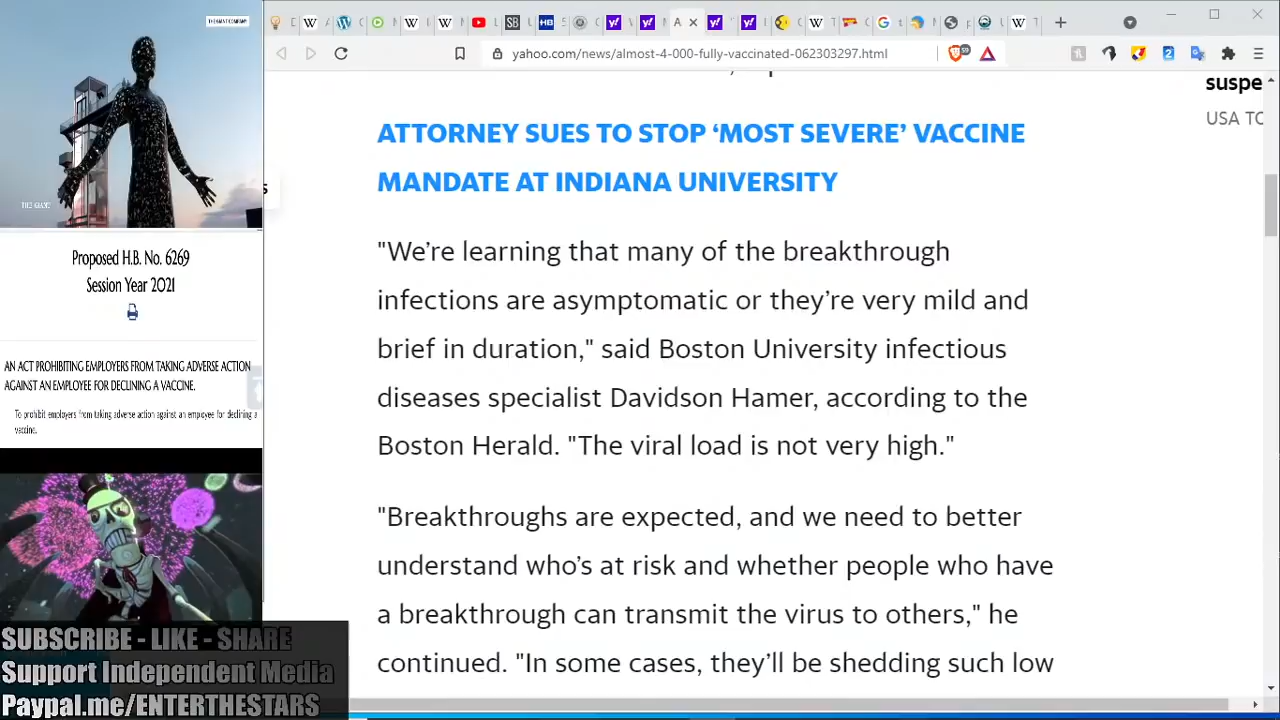 THE GIANT COMPANY
THE GIANT
Proposed H.B. No. 6269
Session Year 2021
AN ACT PROHIBITING EMPLOYERS FROM TAKING ADVERSE ACTION
AGAINST AN EMPLOYEE FOR DECLINING A VACCINE.
To prohibit employers from taking adverse action against an employee for declining a
vaccine.
SUBSCRIBE - LIKE - SHARE
Support Independent Media
Paypal.me/ENTERTHESTARS
yahoo.com/news/almost-4-000-fully-vaccinated-062303297.html
suspe
USA TO
ATTORNEY SUES TO STOP ‘MOST SEVERE’ VACCINE
MANDATE AT INDIANA UNIVERSITY
"We’re learning that many of the breakthrough
infections are asymptomatic or they’re very mild and
brief in duration," said Boston University infectious
diseases specialist Davidson Hamer, according to the
Boston Herald. "The viral load is not very high."
"Breakthroughs are expected, and we need to better
understand who’s at risk and whether people who have
a breakthrough can transmit the virus to others," he
continued. "In some cases, they’ll be shedding such low